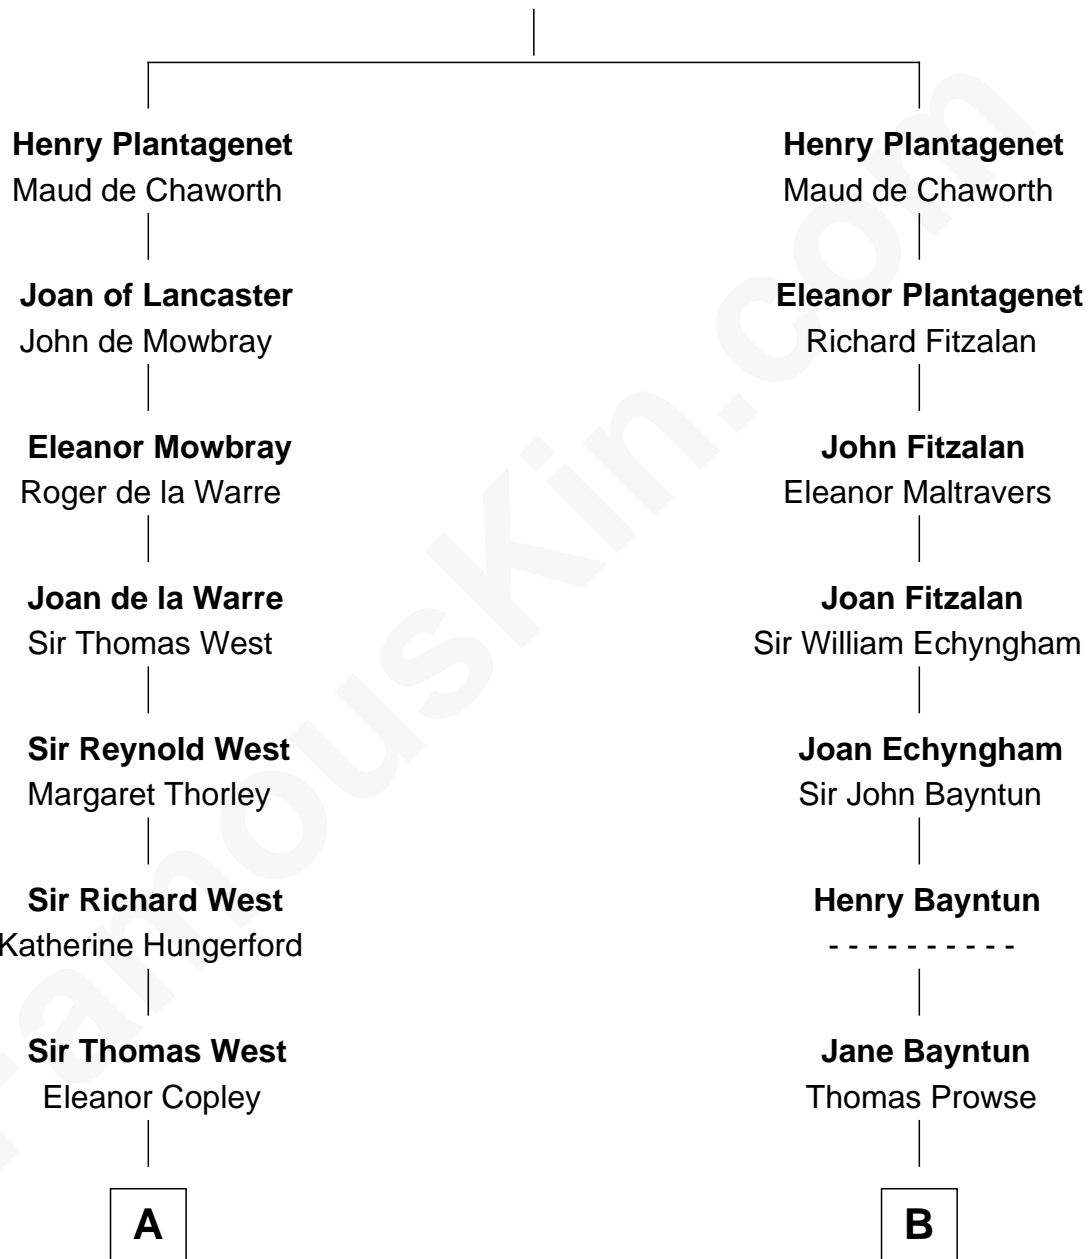 Henry Plantagenet
Maud de Chaworth
Joan of Lancaster
John de Mowbray
Eleanor Mowbray
Roger de la Warre
Joan de la Warre
Sir Thomas West
Sir Reynold West
Margaret Thorley
Sir Richard West
Katherine Hungerford
Sir Thomas West
Eleanor Copley
A
Henry Plantagenet
Maud de Chaworth
Eleanor Plantagenet
Richard Fitzalan
John Fitzalan
Eleanor Maltravers
Joan Fitzalan
Sir William Echyngham
Joan Echyngham
Sir John Bayntun
Henry Bayntun
- - - - - - - - - -
Jane Bayntun
Thomas Prowse
B
FamousKin.com